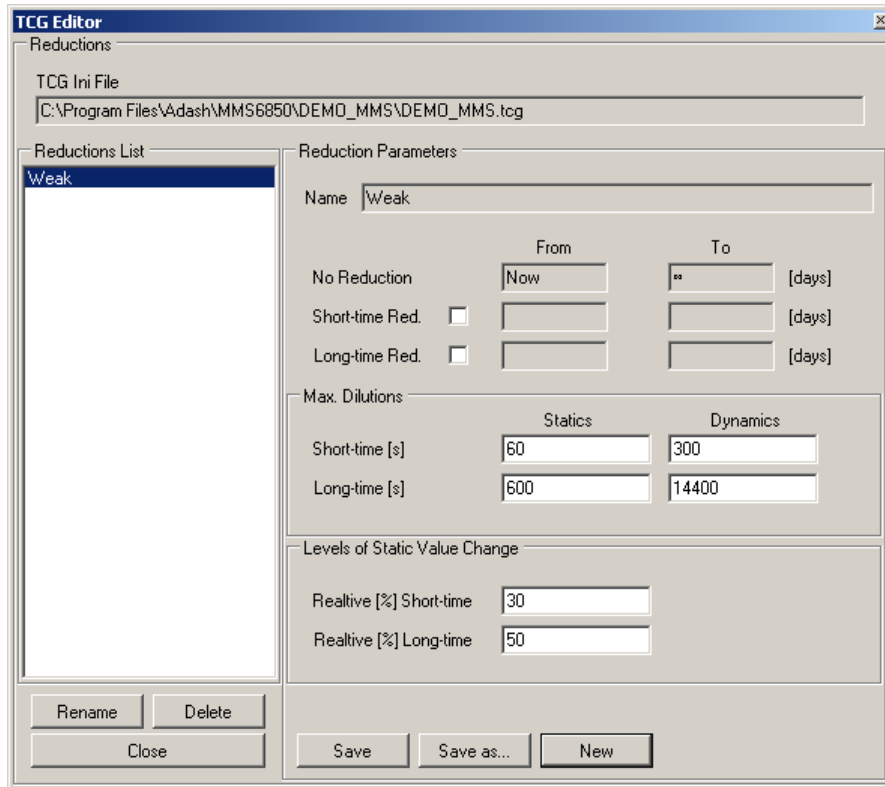 TCG Editor
Reductions
TCG Ini File
C:\Program Files\Adash\MMS6850\DEMO_MMS\DEMO_MMS.tcg
Reductions List
Weak
Rename
Delete
Close
Reduction Parameters
Name Weak
From To
No Reduction Now ∞ [days]
Short-time Red. [days]
Long-time Red. [days]
Max. Dilutions
Statics Dynamics
Short-time [s] 60 300
Long-time [s] 600 14400
Levels of Static Value Change
Realtive [%] Short-time 30
Realtive [%] Long-time 50
Save Save as... New